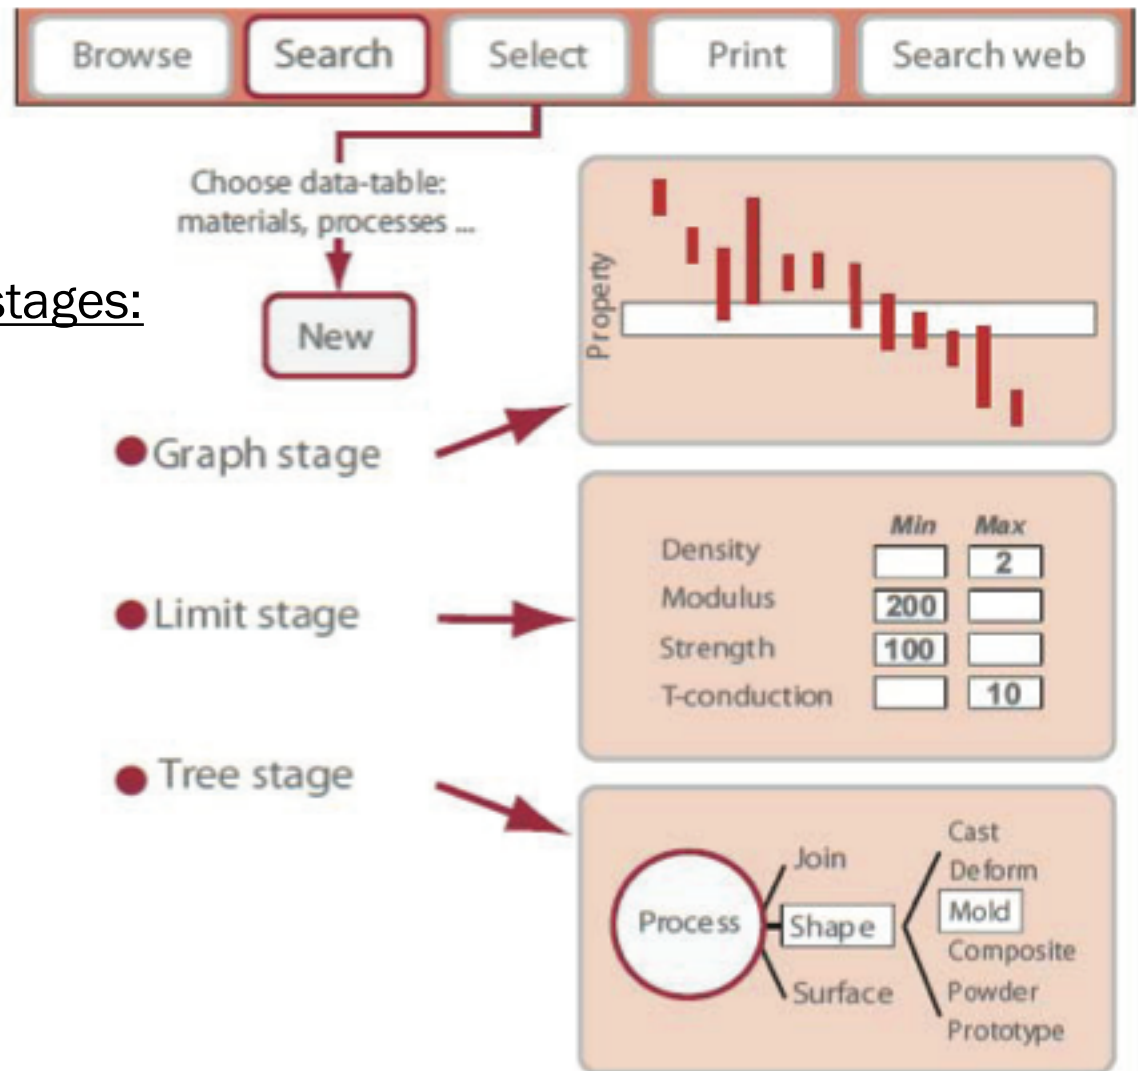 Browse Search Select Print Search web
Choose data-table:
materials, processes ...
stages:
New
Graph stage
Property
Limit stage
Min Max
Density 2
Modulus 200
Strength 100
T-conduction 10
Tree stage
Process
Join
Shape
Surface
Cast
Deform
Mold
Composite
Powder
Prototype